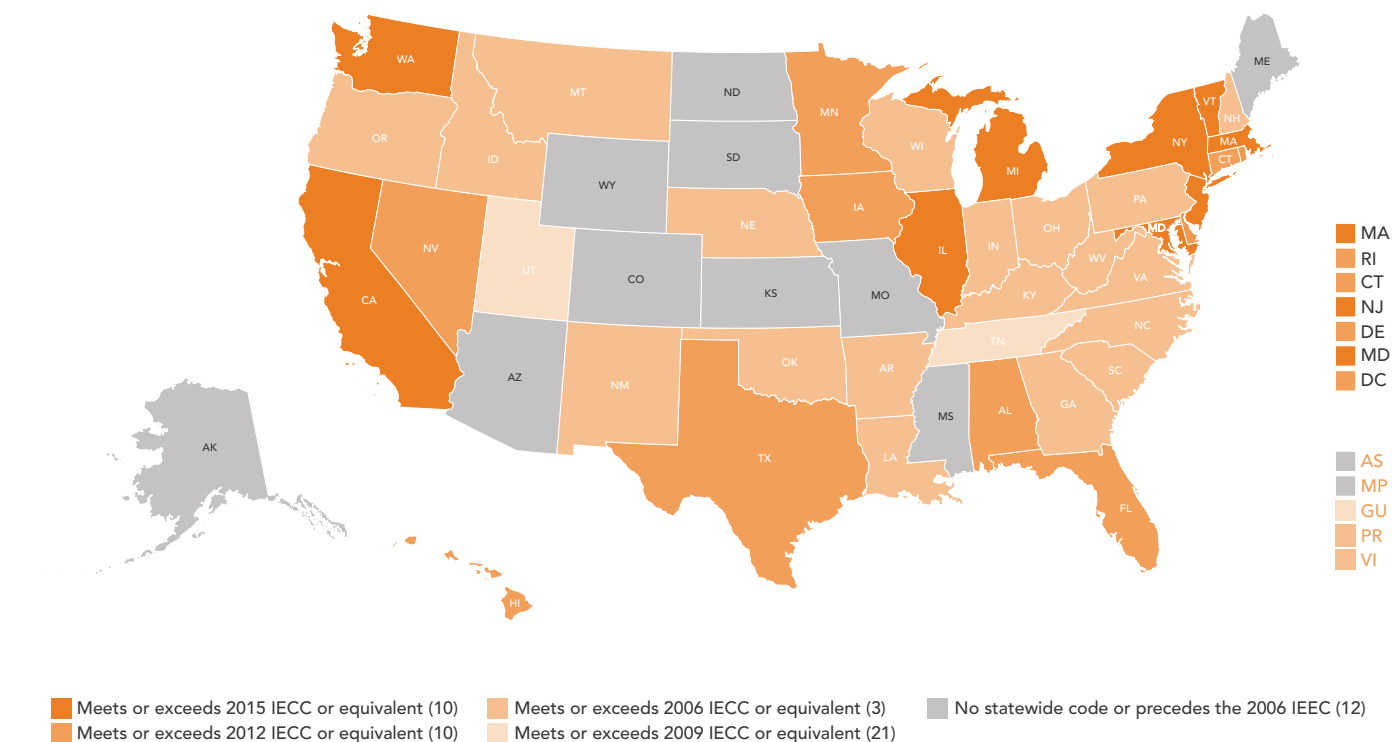 WA
MT
ND
MN
ME
VT
NH
NY
MA
CT
OR
ID
SD
WI
MI
WY
IA
NE
PA
NV
UT
CO
KS
MO
IL
IN
OH
WV
MD
VA
KY
CA
AZ
NM
OK
AR
TN
NC
SC
MS
AL
GA
TX
LA
FL
AK
HI
MA
RI
CT
NJ
DE
MD
DC
AS
MP
GU
PR
VI
Meets or exceeds 2015 IECC or equivalent (10)
Meets or exceeds 2012 IECC or equivalent (10)
Meets or exceeds 2006 IECC or equivalent (3)
Meets or exceeds 2009 IECC or equivalent (21)
No statewide code or precedes the 2006 IEEC (12)